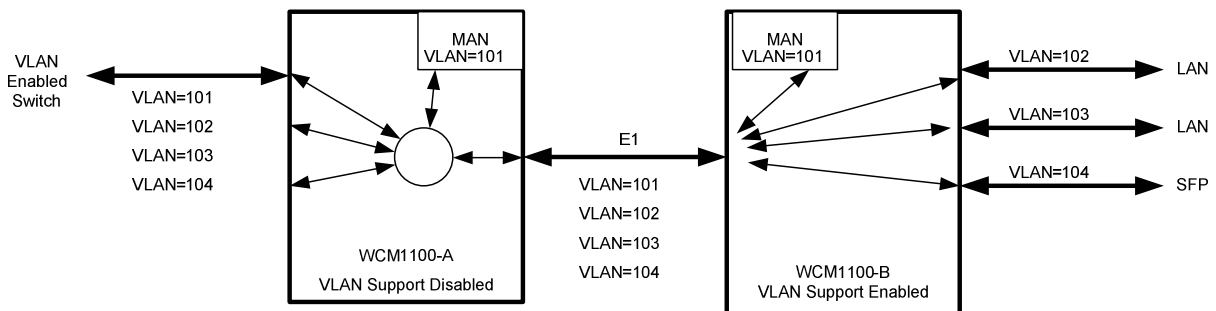 VLAN
Enabled
Switch
VLAN=101
VLAN=102
VLAN=103
VLAN=104
MAN
VLAN=101
WCM1100-A
VLAN Support Disabled
E1
VLAN=101
VLAN=102
VLAN=103
VLAN=104
MAN
VLAN=101
WCM1100-B
VLAN Support Enabled
VLAN=102
LAN
VLAN=103
LAN
VLAN=104
SFP